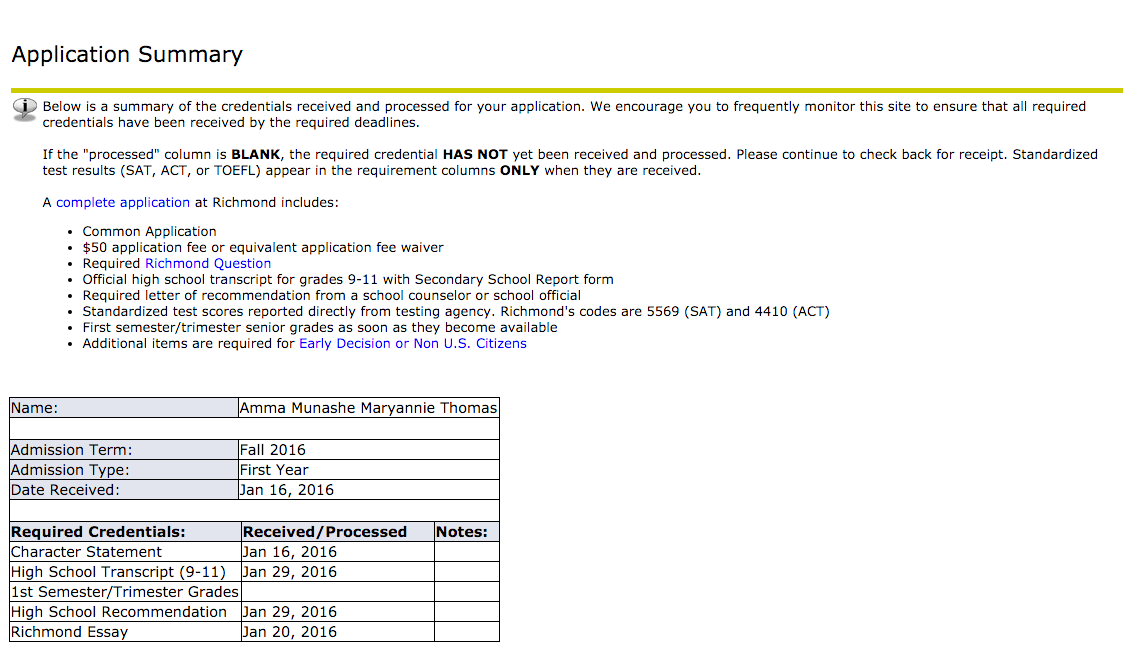 Application Summary
Below is a summary of the credentials received and processed for your application. We encourage you to frequently monitor this site to ensure that all required
credentials have been received by the required deadlines.
If the "processed" column is BLANK, the required credential HAS NOT yet been received and processed. Please continue to check back for receipt. Standardized
test results (SAT, ACT, or TOEFL) appear in the requirement columns ONLY when they are received.
A complete application at Richmond includes:
• Common Application
• $50 application fee or equivalent application fee waiver
• Required Richmond Question
• Official high school transcript for grades 9-11 with Secondary School Report form
• Required letter of recommendation from a school counselor or school official
• Standardized test scores reported directly from testing agency. Richmond's codes are 5569 (SAT) and 4410 (ACT)
• First semester/trimester senior grades as soon as they become available
• Additional items are required for Early Decision or Non U.S. Citizens
Name: Amma Munashe Maryannie Thomas
Admission Term: Fall 2016
Admission Type: First Year
Date Received: Jan 16, 2016
Required Credentials: Received/Processed Notes:
Character Statement Jan 16, 2016
High School Transcript (9-11) Jan 29, 2016
1st Semester/Trimester Grades
High School Recommendation Jan 29, 2016
Richmond Essay Jan 20, 2016